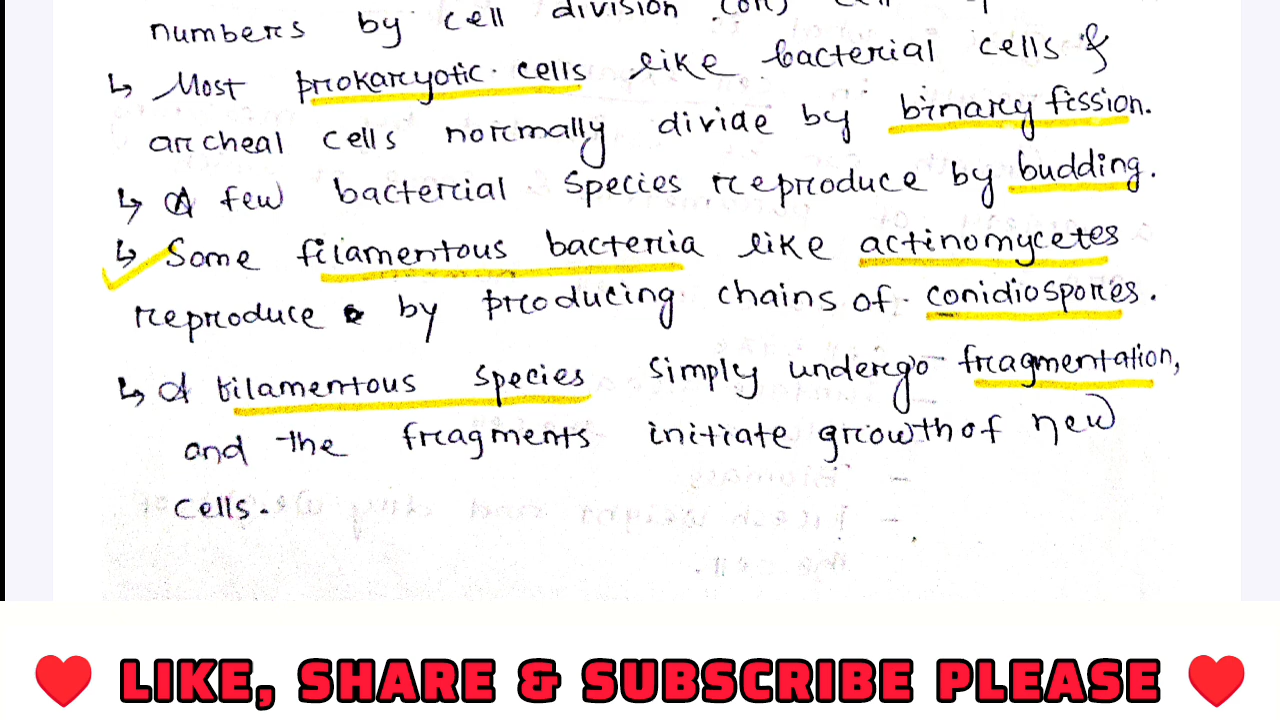 numbers by cell division (or) cell
↳ Most prokaryotic cells like bacterial cells &
archeal cells normally divide by binary fission.
↳ A few bacterial species reproduce by budding.
↳ Some filamentous bacteria like actinomycetes
reproduce by producing chains of conidiospores.
↳ A filamentous species simply undergo fragmentation,
and the fragments initiate growth of new
cells.
LIKE, SHARE & SUBSCRIBE PLEASE